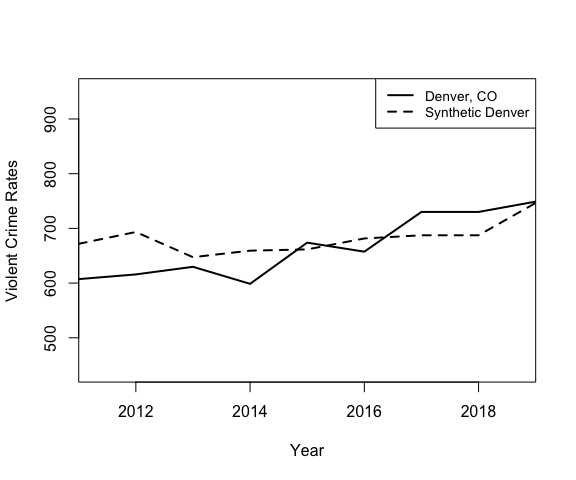 Denver, CO
Synthetic Denver
Violent Crime Rates
900
800
700
600
500
2012 2014 2016 2018
Year